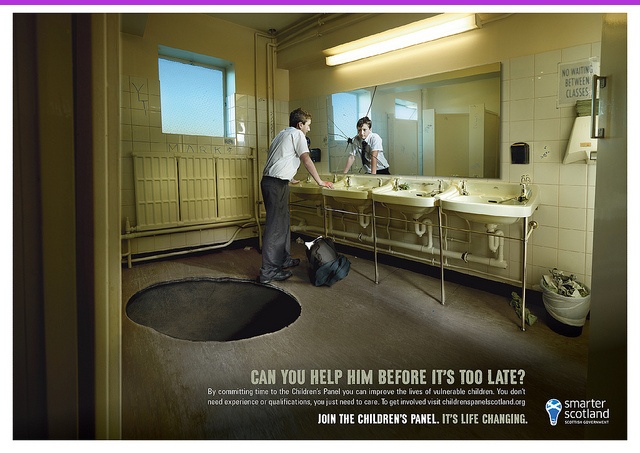 NO WAITING
BETWEEN
CLASSES
CAN YOU HELP HIM BEFORE IT'S TOO LATE?
By committing time to the Children's Panel you can improve the lives of vulnerable children. You don't
need experience or qualifications, you just need to care. To get involved visit childrenspanelscotland.org
JOIN THE CHILDREN'S PANEL. IT'S LIFE CHANGING.
smarter
scotland
SCOTTISH GOVERNMENT